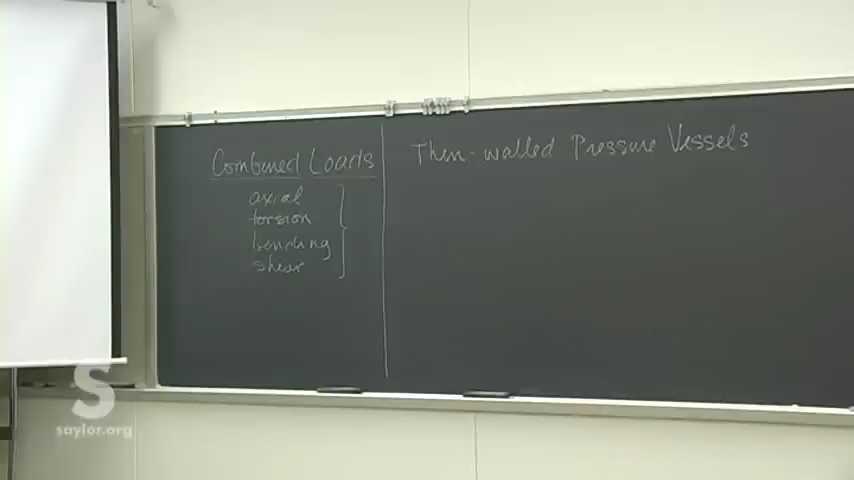 Combined Loads
axial
torsion
bending
shear
Thin-walled Pressure Vessels
S
saylor.org